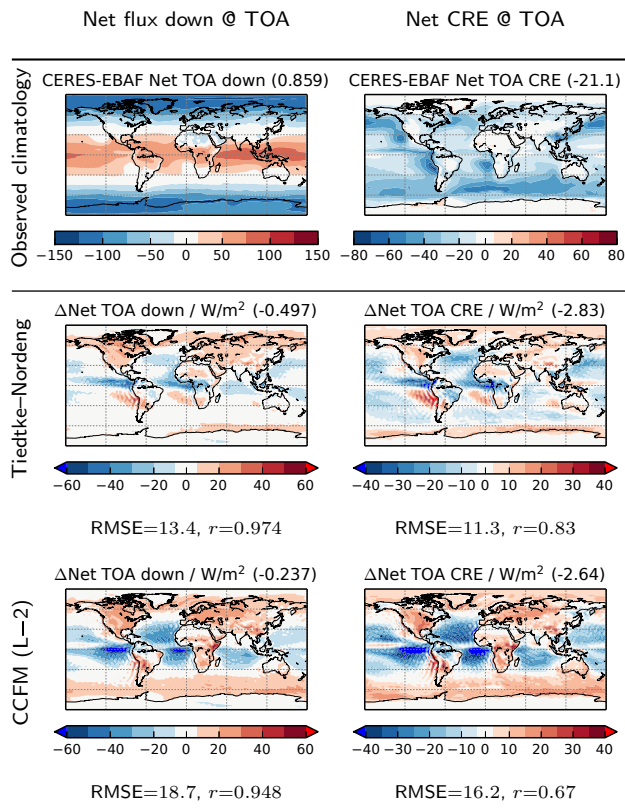 Net flux down @ TOA Net CRE @ TOA
Observed climatology
CERES-EBAF Net TOA down (0.859) CERES-EBAF Net TOA CRE (-21.1)
−150 −100 −50 0 50 100 150 −80 −60 −40 −20 0 20 40 60 80
Tiedtke–Nordeng
ΔNet TOA down / W/m² (-0.497) ΔNet TOA CRE / W/m² (-2.83)
−60 −40 −20 0 20 40 60 −40 −30 −20 −10 0 10 20 30 40
RMSE=13.4, r=0.974 RMSE=11.3, r=0.83
CCFM (L−2)
ΔNet TOA down / W/m² (-0.237) ΔNet TOA CRE / W/m² (-2.64)
−60 −40 −20 0 20 40 60 −40 −30 −20 −10 0 10 20 30 40
RMSE=18.7, r=0.948 RMSE=16.2, r=0.67